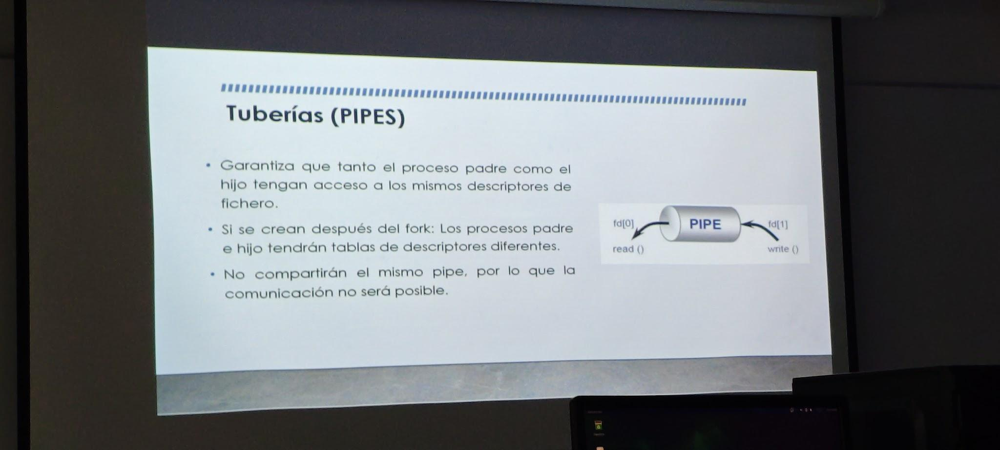 Tuberías (PIPES)
• Garantiza que tanto el proceso padre como el
hijo tengan acceso a los mismos descriptores de
fichero.
• Si se crean después del fork: Los procesos padre
e hijo tendrán tablas de descriptores diferentes.
• No compartirán el mismo pipe, por lo que la
comunicación no será posible.
fd[0]
PIPE
fd[1]
read ()
write ()